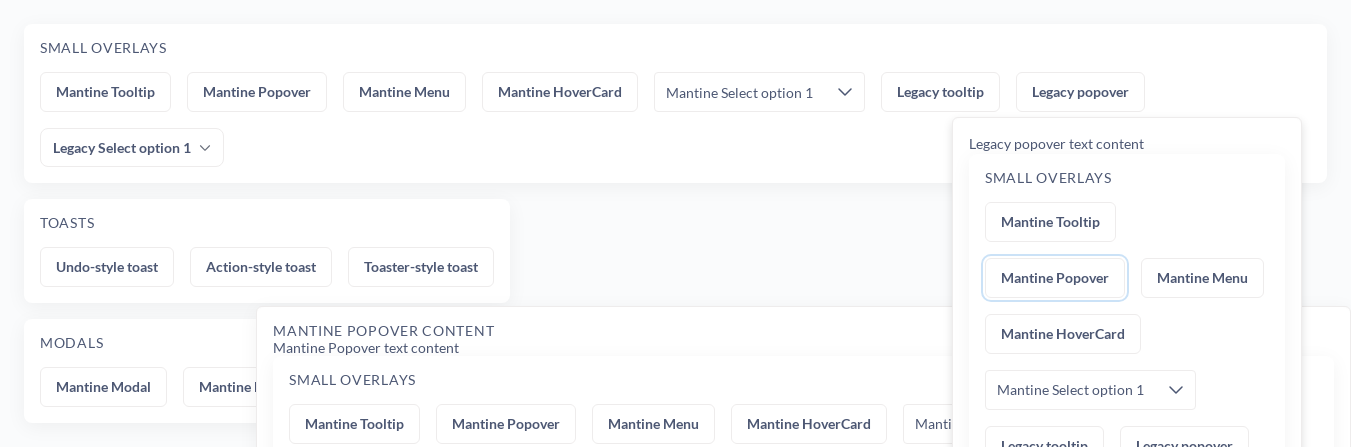 SMALL OVERLAYS
Mantine Tooltip Mantine Popover Mantine Menu Mantine HoverCard Mantine Select option 1 Legacy tooltip Legacy popover
Legacy Select option 1
Legacy popover text content
SMALL OVERLAYS
Mantine Tooltip
Mantine Popover Mantine Menu
Mantine HoverCard
Mantine Select option 1
Legacy tooltip Legacy popover
TOASTS
Undo-style toast Action-style toast Toaster-style toast
MODALS
Mantine Modal Mantine
MANTINE POPOVER CONTENT
Mantine Popover text content
SMALL OVERLAYS
Mantine Tooltip Mantine Popover Mantine Menu Mantine HoverCard Manti